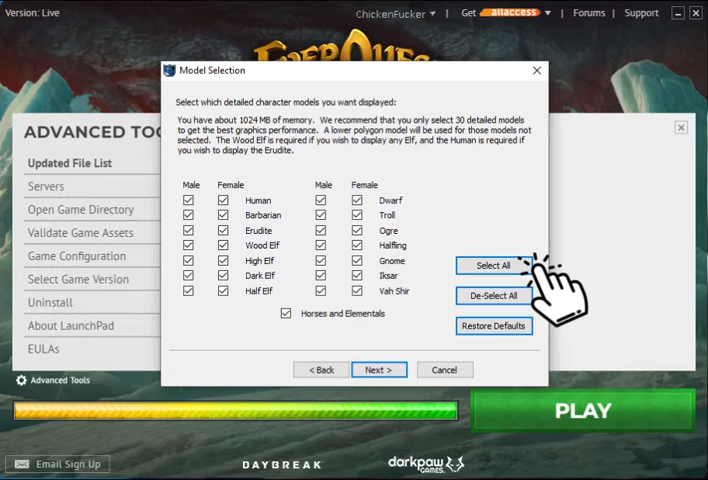 Version: Live
ChickenFucker
Get allaccess
Forums
Support
EverQuest
Model Selection
Select which detailed character models you want displayed:
You have about 1024 MB of memory. We recommend that you only select 30 detailed models
to get the best graphics performance. A lower polygon model will be used for those models not
selected. The Wood Elf is required if you wish to display any Elf, and the Human is required if
you wish to display the Erudite.
Male Female Male Female
Human Dwarf
Barbarian Troll
Erudite Ogre
Wood Elf Halfling
High Elf Gnome
Dark Elf Iksar
Half Elf Vah Shir
Horses and Elementals
Select All
De-Select All
Restore Defaults
< Back
Next >
Cancel
ADVANCED TOO
Updated File List
Servers
Open Game Directory
Validate Game Assets
Game Configuration
Select Game Version
Uninstall
About LaunchPad
EULAs
Advanced Tools
PLAY
Email Sign Up
DAYBREAK
darkpaw
GAMES